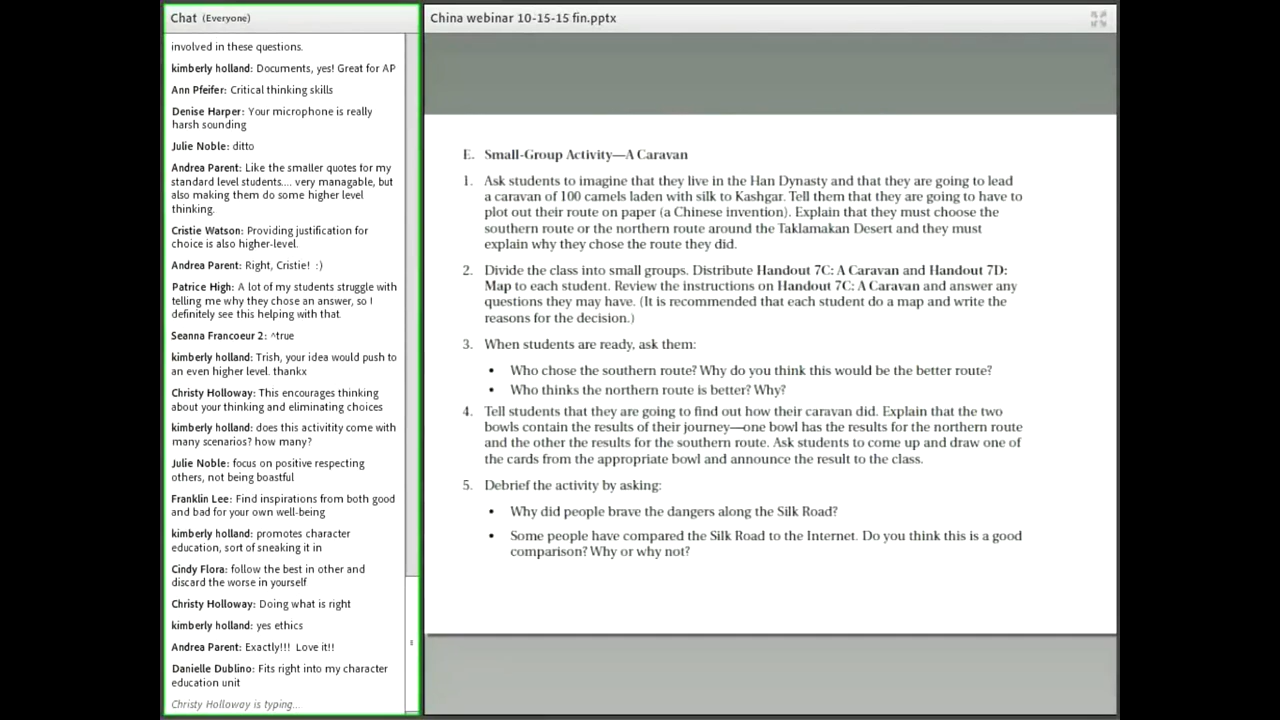 Chat (Everyone)
involved in these questions.
kimberly holland: Documents, yes! Great for AP
Ann Pfeifer: Critical thinking skills
Denise Harper: Your microphone is really
harsh sounding
Julie Noble: ditto
Andrea Parent: Like the smaller quotes for my
standard level students.... very managable, but
also making them do some higher level
thinking.
Cristie Watson: Providing justification for
choice is also higher-level.
Andrea Parent: Right, Cristie! :)
Patrice High: A lot of my students struggle with
telling me why they chose an answer, so I
definitely see this helping with that.
Seanna Francoeur 2: ^true
kimberly holland: Trish, your idea would push to
an even higher level. thankx
Christy Holloway: This encourages thinking
about your thinking and eliminating choices
kimberly holland: does this activitity come with
many scenarios? how many?
Julie Noble: focus on positive respecting
others, not being boastful
Franklin Lee: Find inspirations from both good
and bad for your own well-being
kimberly holland: promotes character
education, sort of sneaking it in
Cindy Flora: follow the best in other and
discard the worse in yourself
Christy Holloway: Doing what is right
kimberly holland: yes ethics
Andrea Parent: Exactly!!! Love it!!
Danielle Dublino: Fits right into my character
education unit
Christy Holloway is typing...
China webinar 10-15-15 fin.pptx
E. Small-Group Activity—A Caravan
1. Ask students to imagine that they live in the Han Dynasty and that they are going to lead
a caravan of 100 camels laden with silk to Kashgar. Tell them that they are going to have to
plot out their route on paper (a Chinese invention). Explain that they must choose the
southern route or the northern route around the Taklamakan Desert and they must
explain why they chose the route they did.
2. Divide the class into small groups. Distribute Handout 7C: A Caravan and Handout 7D:
Map to each student. Review the instructions on Handout 7C: A Caravan and answer any
questions they may have. (It is recommended that each student do a map and write the
reasons for the decision.)
3. When students are ready, ask them:
• Who chose the southern route? Why do you think this would be the better route?
• Who thinks the northern route is better? Why?
4. Tell students that they are going to find out how their caravan did. Explain that the two
bowls contain the results of their journey—one bowl has the results for the northern route
and the other the results for the southern route. Ask students to come up and draw one of
the cards from the appropriate bowl and announce the result to the class.
5. Debrief the activity by asking:
• Why did people brave the dangers along the Silk Road?
• Some people have compared the Silk Road to the Internet. Do you think this is a good
comparison? Why or why not?